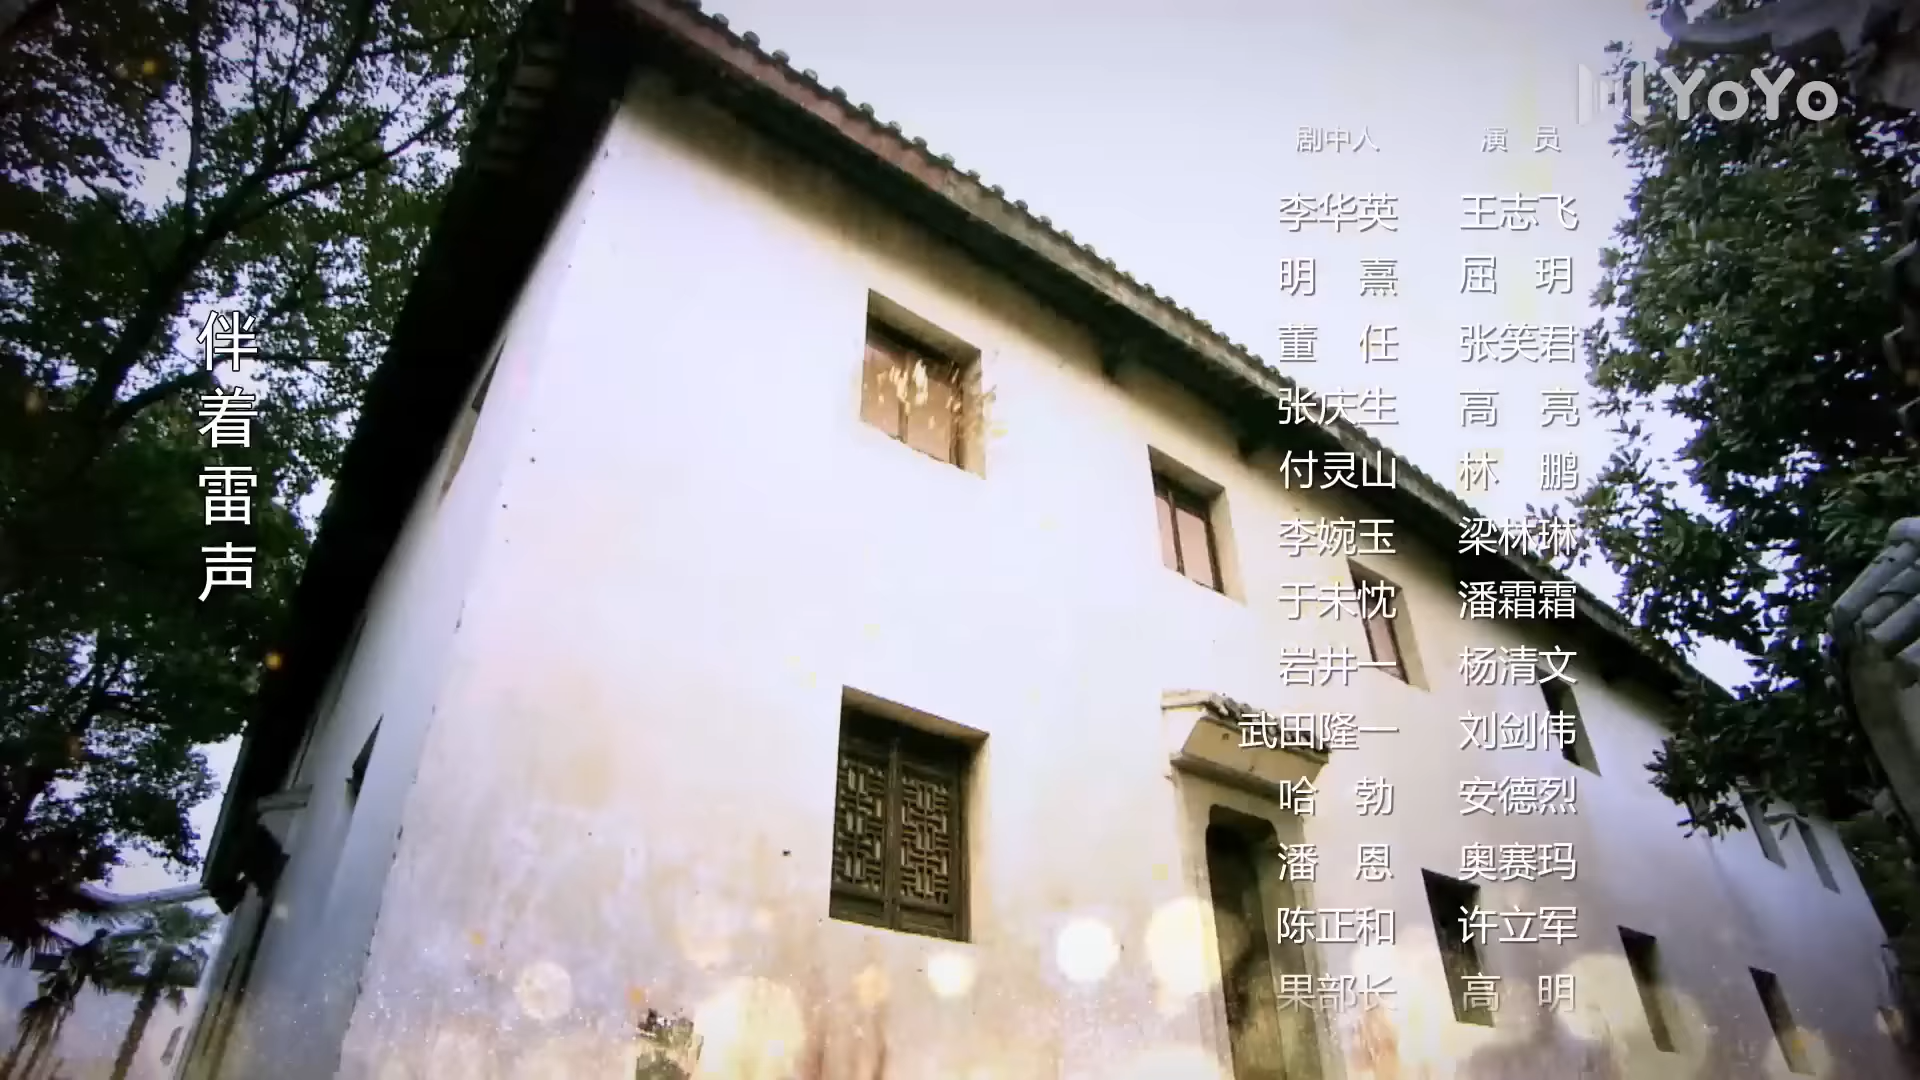 YoYo
剧中人 演员
李华英 王志飞
明熹 屈玥
董任 张笑君
张庆生 高亮
付灵山 林鹏
李婉玉 梁林琳
于未忱 潘霜霜
岩井一 杨清文
武田隆一 刘剑伟
哈勃 安德烈
潘恩 奥赛玛
陈正和 许立军
果部长 高明
伴着雷声